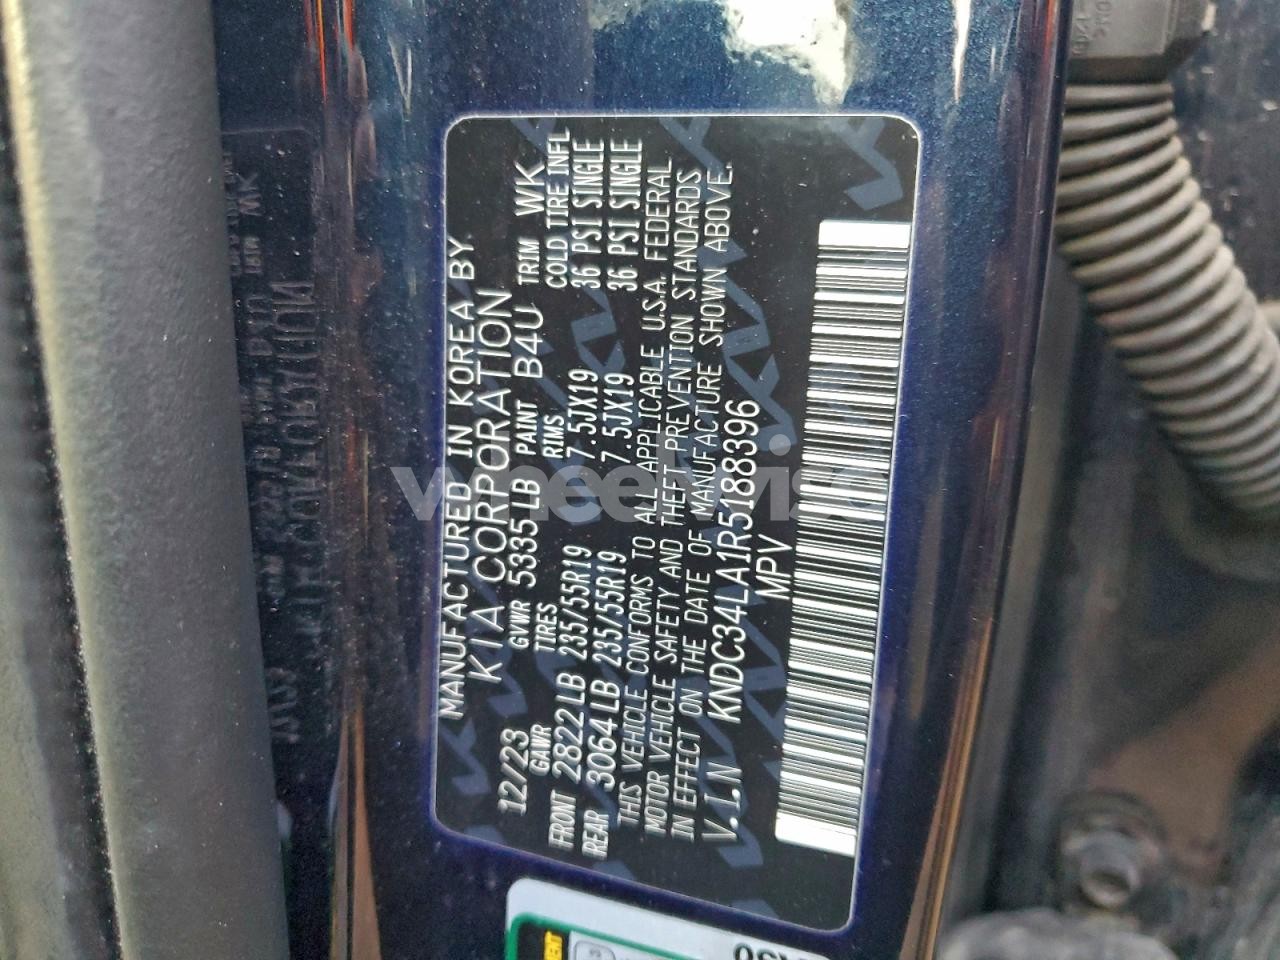 MANUFACTURED IN KOREA BY
KIA CORPORATION
12/23 GVWR 5335 LB PAINT B4U TRIM WK
GAWR TIRES RIMS COLD TIRE INFL
FRONT 2822 LB 235/55R19 7.5JX19 36 PSI SINGLE
REAR 3064 LB 235/55R19 7.5JX19 36 PSI SINGLE
THIS VEHICLE CONFORMS TO ALL APPLICABLE U.S.A. FEDERAL
MOTOR VEHICLE SAFETY AND THEFT PREVENTION STANDARDS
IN EFFECT ON THE DATE OF MANUFACTURE SHOWN ABOVE.
V.I.N KNDC34LA1R5188396
MPV
wheelwise